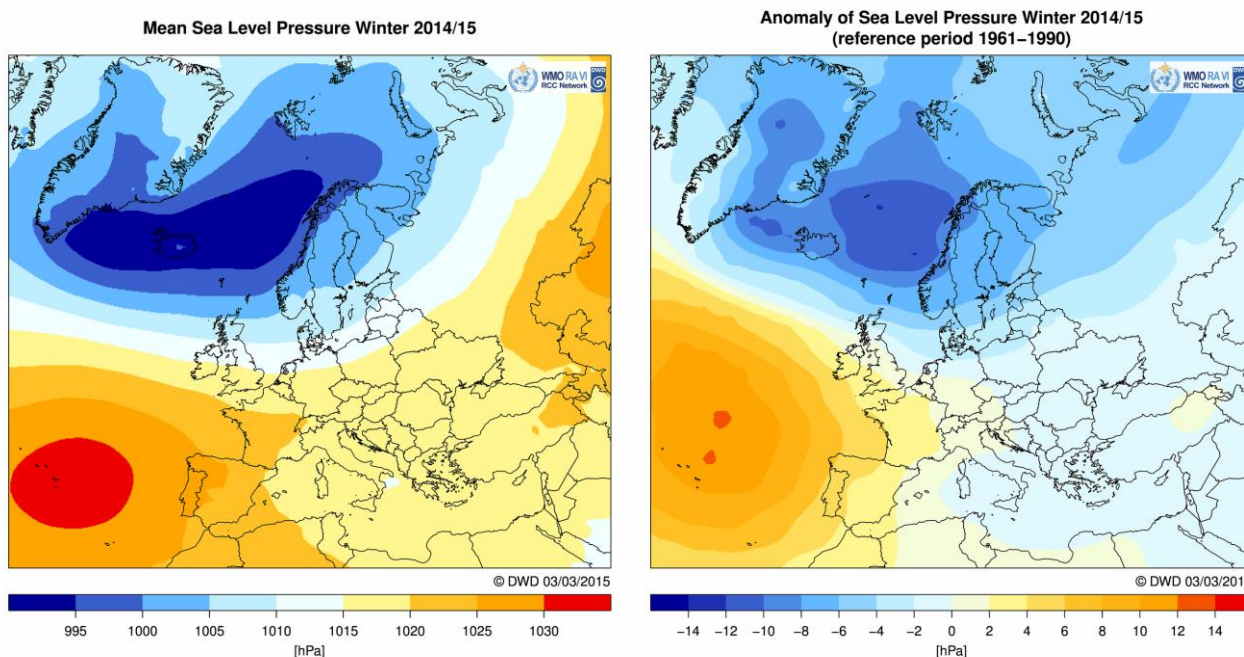 Mean Sea Level Pressure Winter 2014/15
WMO RA VI
RCC Network
DWD
© DWD 03/03/2015
995 1000 1005 1010 1015 1020 1025 1030
[hPa]
Anomaly of Sea Level Pressure Winter 2014/15
(reference period 1961−1990)
WMO RA VI
RCC Network
DWD
© DWD 03/03/201
−14 −12 −10 −8 −6 −4 −2 0 2 4 6 8 10 12 14
[hPa]